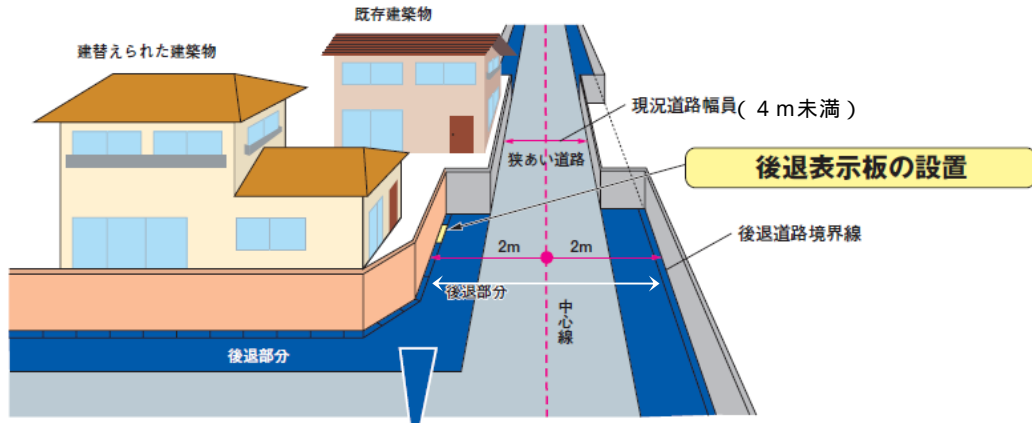 既存建築物
建替えられた建築物
現況道路幅員(4m未満)
狭あい道路
後退表示板の設置
後退道路境界線
2m
2m
後退部分
中心線
後退部分